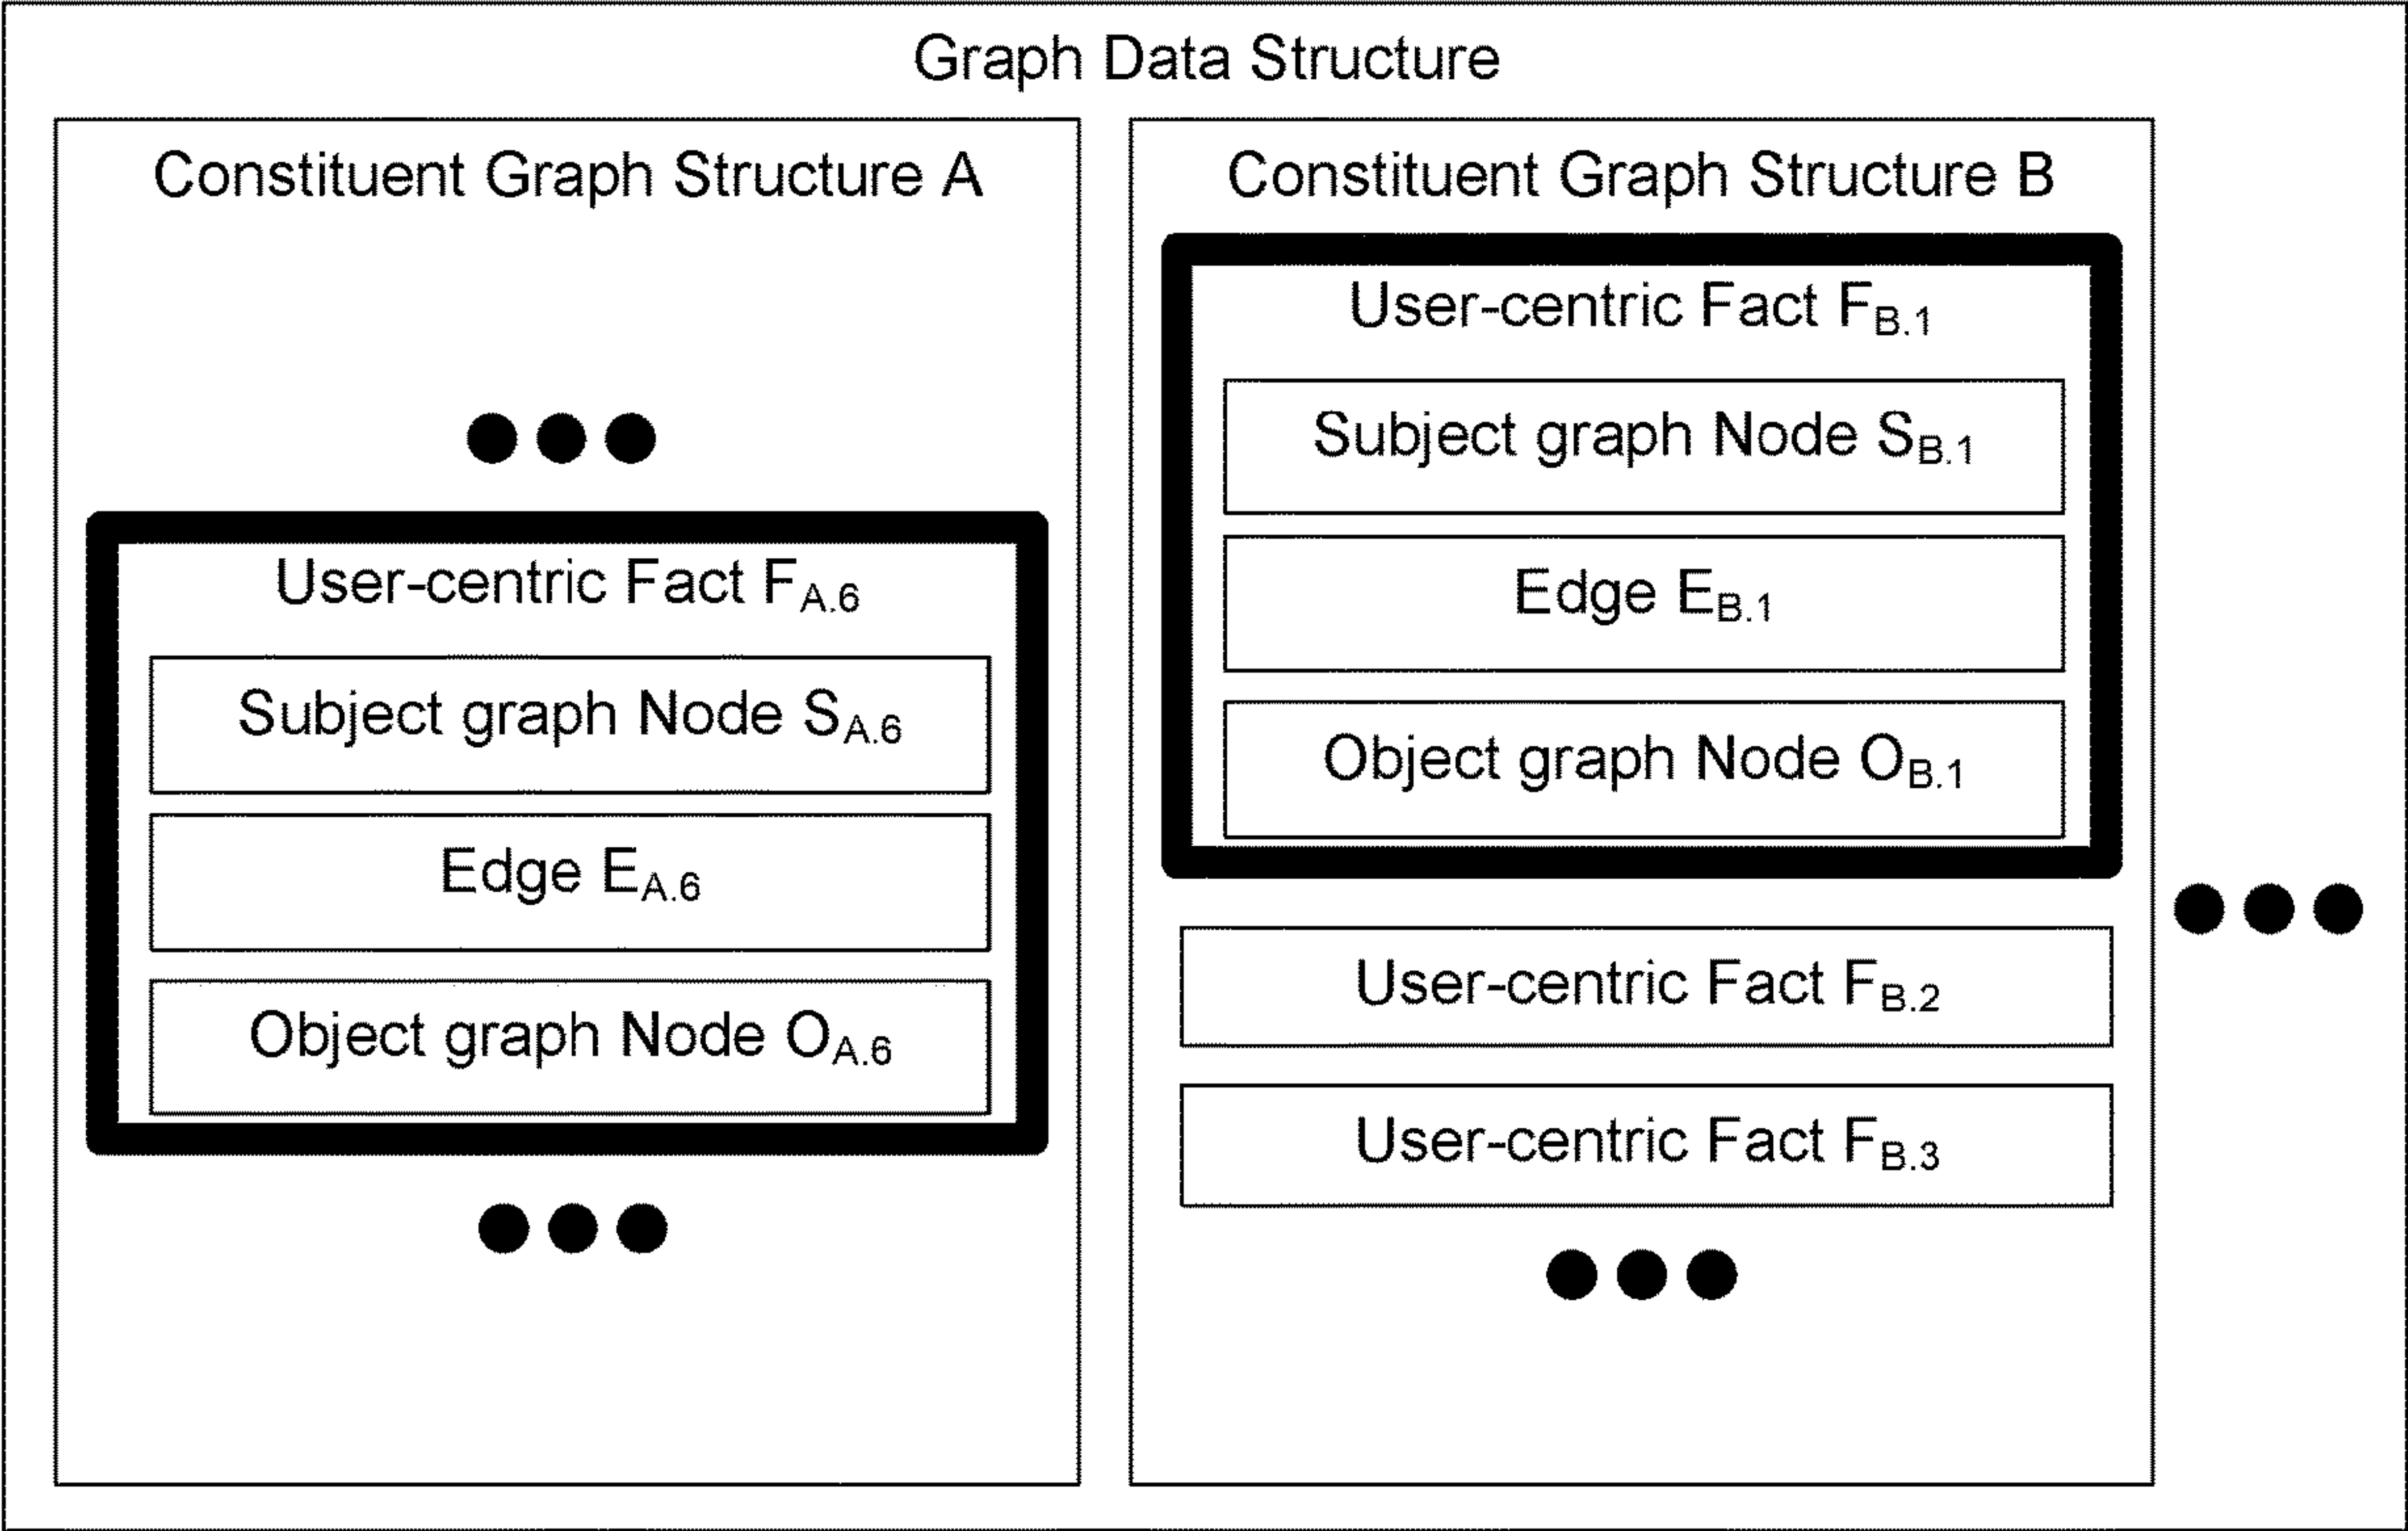 Graph Data Structure
Constituent Graph Structure A
User-centric Fact FA.6
Subject graph Node SA.6
Edge EA.6
Object graph Node OA.6
Constituent Graph Structure B
User-centric Fact FB.1
Subject graph Node SB.1
Edge EB.1
Object graph Node OB.1
User-centric Fact FB.2
User-centric Fact FB.3